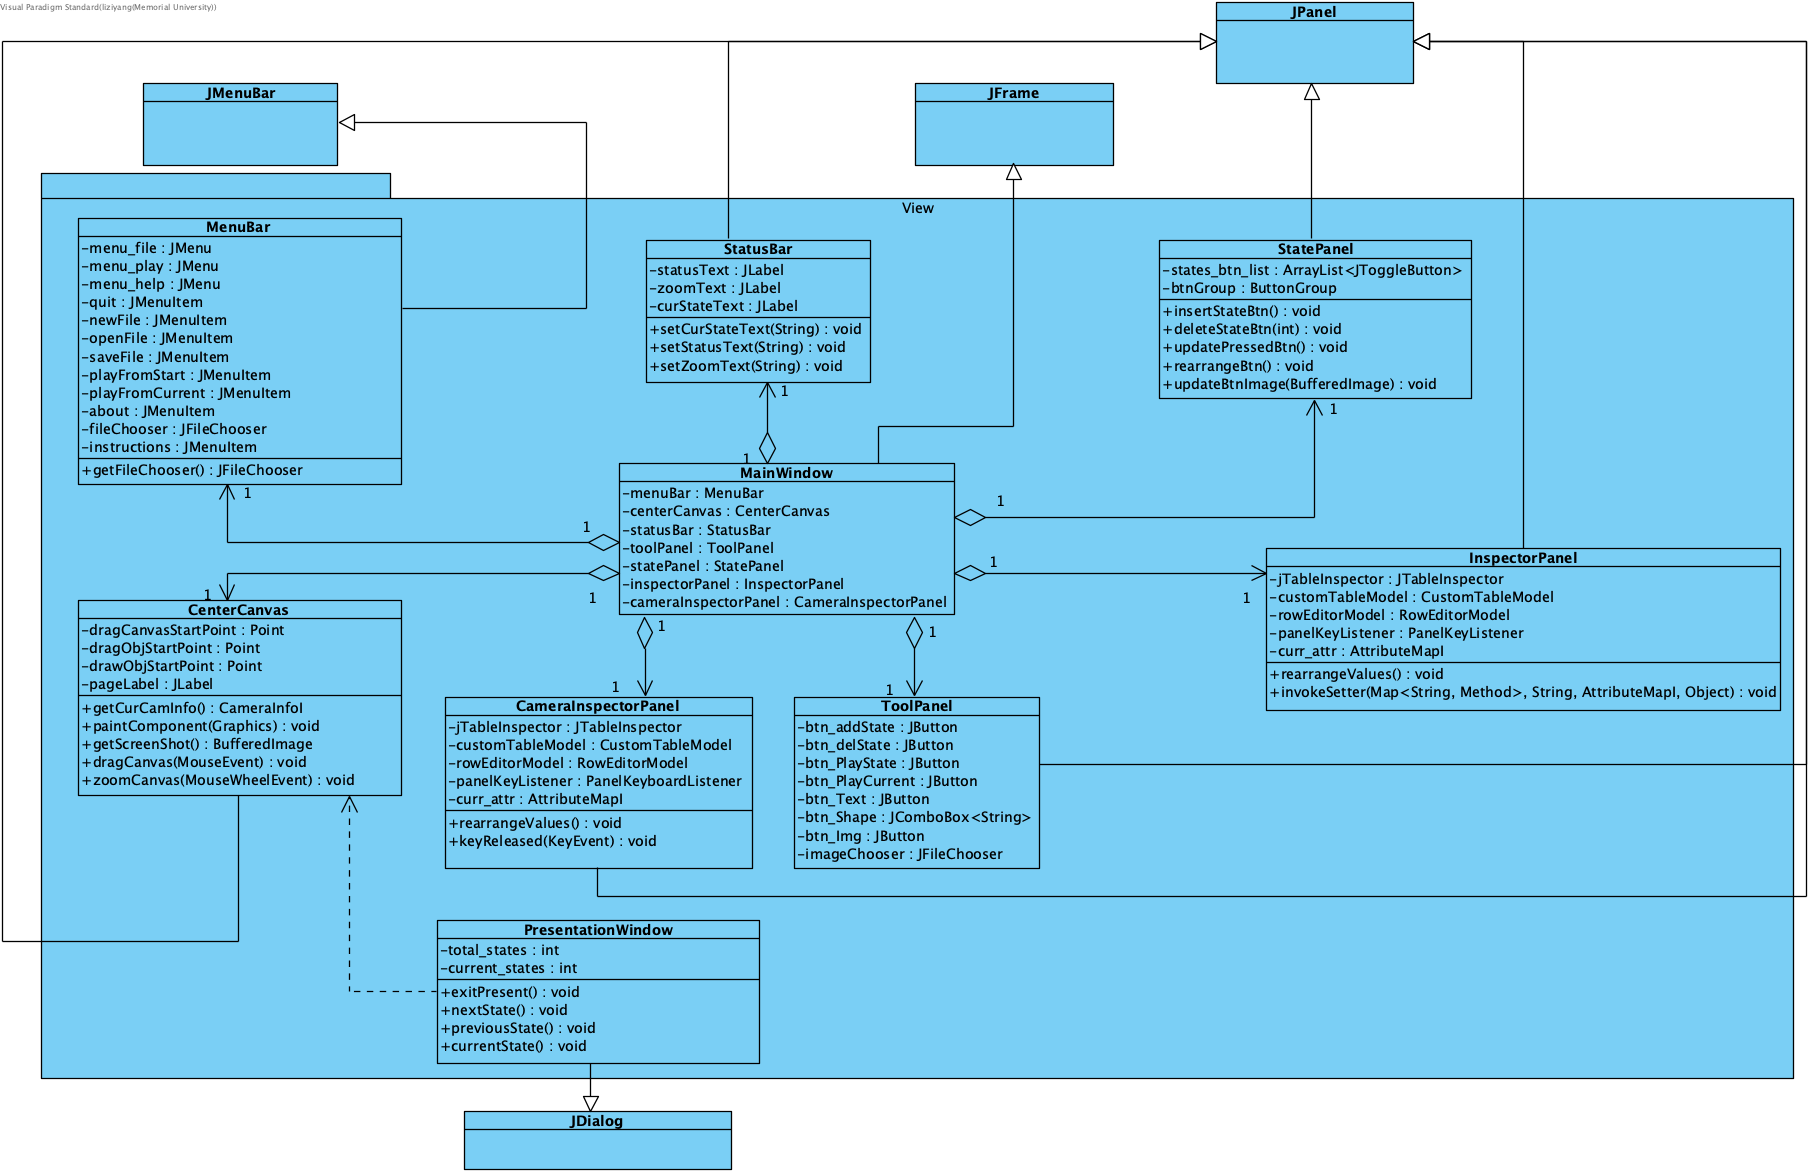 Visual Paradigm Standard(liziyang(Memorial University))
JPanel
JMenuBar
JFrame
View
MenuBar
-menu_file : JMenu
-menu_play : JMenu
-menu_help : JMenu
-quit : JMenuItem
-newFile : JMenuItem
-openFile : JMenuItem
-saveFile : JMenuItem
-playFromStart : JMenuItem
-playFromCurrent : JMenuItem
-about : JMenuItem
-fileChooser : JFileChooser
-instructions : JMenuItem
+getFileChooser() : JFileChooser
StatusBar
-statusText : JLabel
-zoomText : JLabel
-curStateText : JLabel
+setCurStateText(String) : void
+setStatusText(String) : void
+setZoomText(String) : void
StatePanel
-states_btn_list : ArrayList<JToggleButton>
-btnGroup : ButtonGroup
+insertStateBtn() : void
+deleteStateBtn(int) : void
+updatePressedBtn() : void
+rearrangeBtn() : void
+updateBtnImage(BufferedImage) : void
1
1
1
1
1
1
MainWindow
-menuBar : MenuBar
-centerCanvas : CenterCanvas
-statusBar : StatusBar
-toolPanel : ToolPanel
-statePanel : StatePanel
-inspectorPanel : InspectorPanel
-cameraInspectorPanel : CameraInspectorPanel
1
1
1
1
1
1
1
1
InspectorPanel
-jTableInspector : JTableInspector
-customTableModel : CustomTableModel
-rowEditorModel : RowEditorModel
-panelKeyListener : PanelKeyListener
-curr_attr : AttributeMapI
+rearrangeValues() : void
+invokeSetter(Map<String, Method>, String, AttributeMapI, Object) : void
CenterCanvas
-dragCanvasStartPoint : Point
-dragObjStartPoint : Point
-drawObjStartPoint : Point
-pageLabel : JLabel
+getCurCamInfo() : CameraInfoI
+paintComponent(Graphics) : void
+getScreenShot() : BufferedImage
+dragCanvas(MouseEvent) : void
+zoomCanvas(MouseWheelEvent) : void
CameraInspectorPanel
-jTableInspector : JTableInspector
-customTableModel : CustomTableModel
-rowEditorModel : RowEditorModel
-panelKeyListener : PanelKeyboardListener
-curr_attr : AttributeMapI
+rearrangeValues() : void
+keyReleased(KeyEvent) : void
ToolPanel
-btn_addState : JButton
-btn_delState : JButton
-btn_PlayState : JButton
-btn_PlayCurrent : JButton
-btn_Text : JButton
-btn_Shape : JComboBox<String>
-btn_Img : JButton
-imageChooser : JFileChooser
PresentationWindow
-total_states : int
-current_states : int
+exitPresent() : void
+nextState() : void
+previousState() : void
+currentState() : void
JDialog